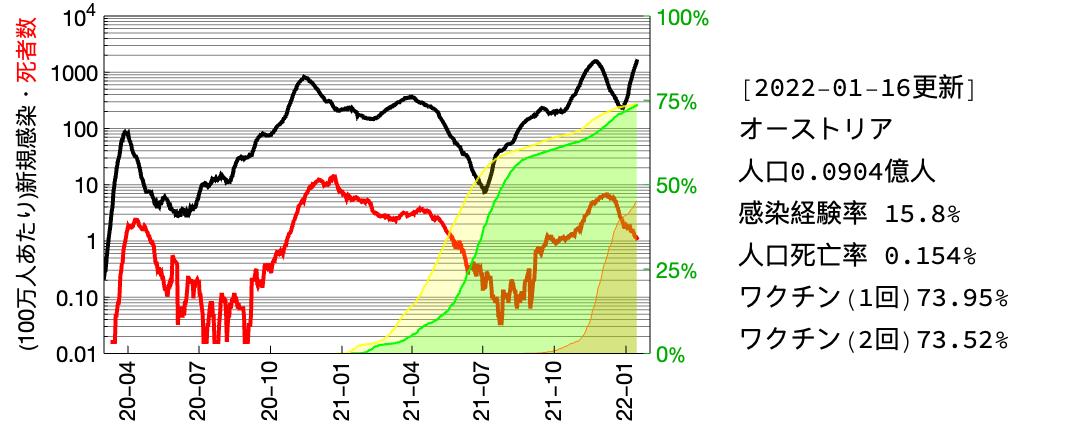 (100万人あたり)新規感染・死者数
10^4
1000
100
10
1
0.10
0.01
100%
75%
50%
25%
0%
20-04
20-07
20-10
21-01
21-04
21-07
21-10
22-01
[2022-01-16更新]
オーストリア
人口0.0904億人
感染経験率 15.8%
人口死亡率 0.154%
ワクチン(1回)73.95%
ワクチン(2回)73.52%